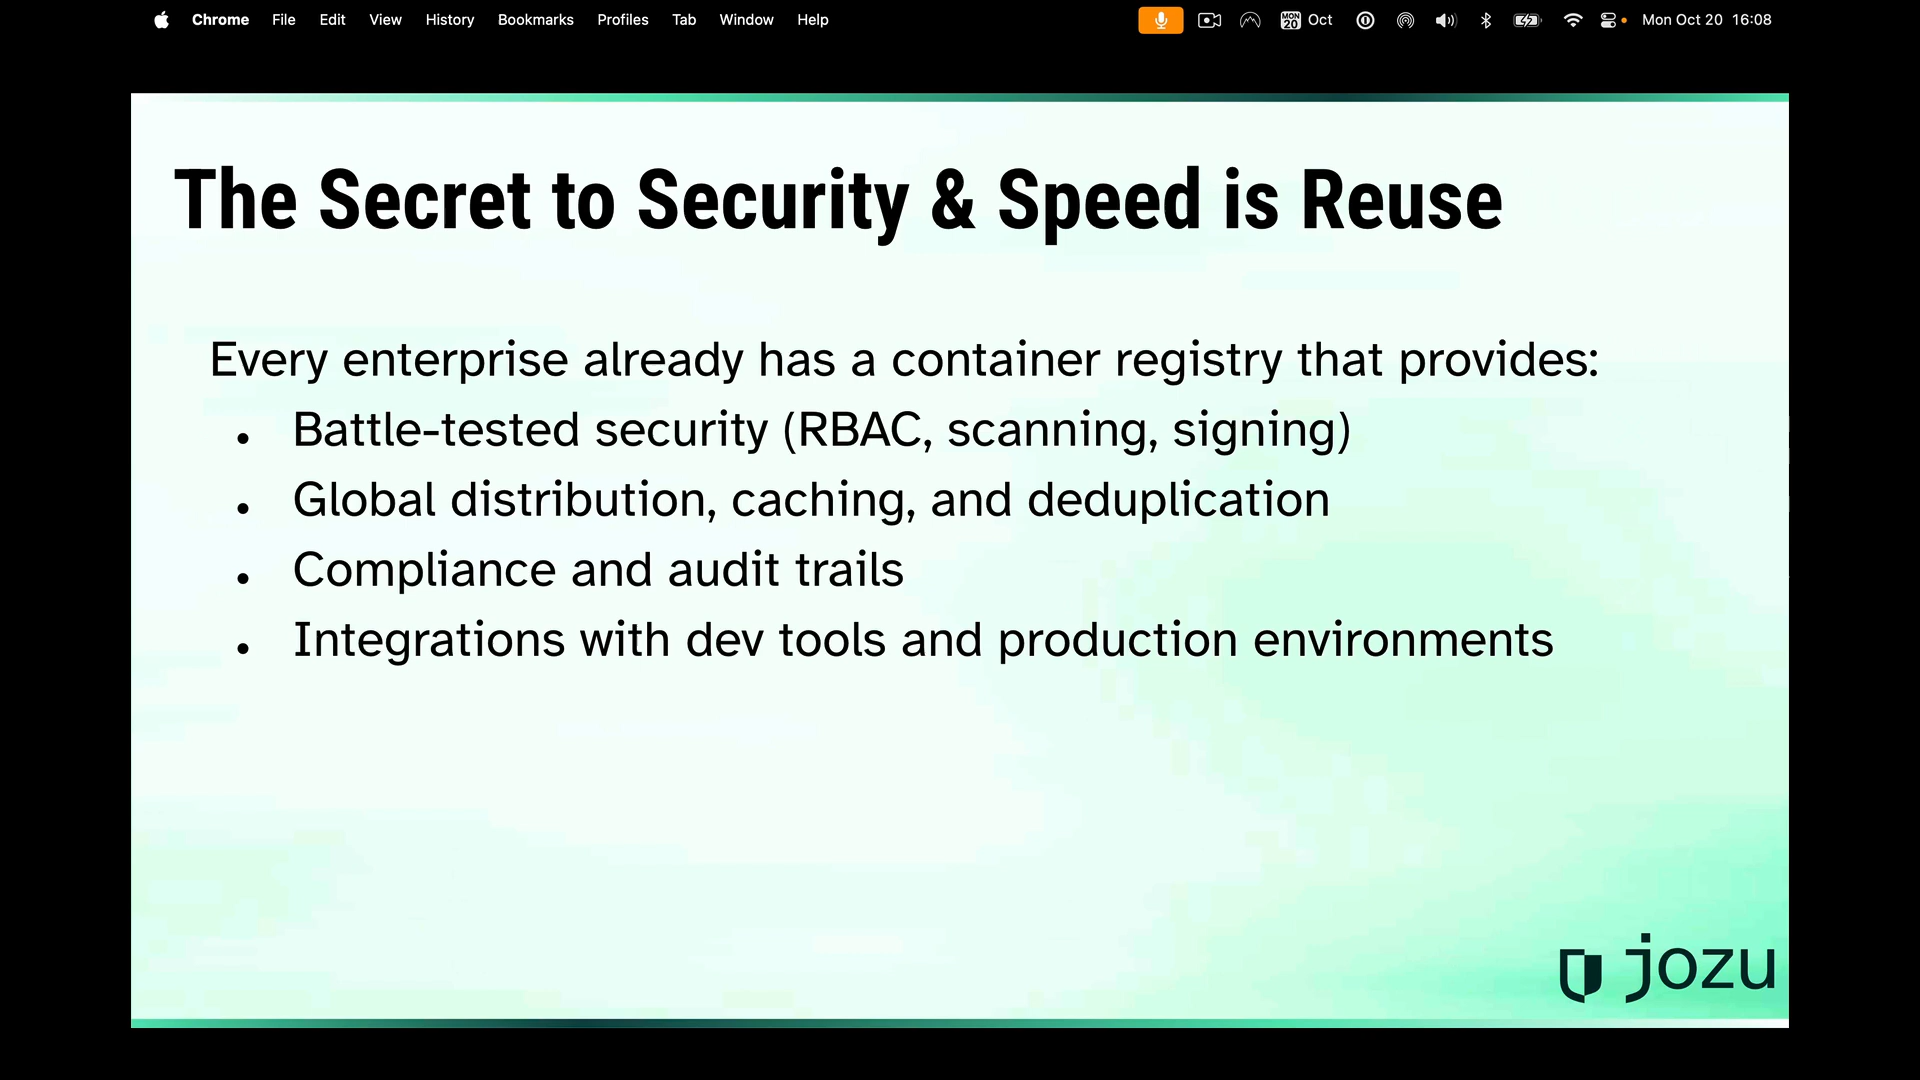 Chrome File Edit View History Bookmarks Profiles Tab Window Help MON 20 Oct Mon Oct 20 16:08
The Secret to Security & Speed is Reuse
Every enterprise already has a container registry that provides:
• Battle-tested security (RBAC, scanning, signing)
• Global distribution, caching, and deduplication
• Compliance and audit trails
• Integrations with dev tools and production environments
jozu